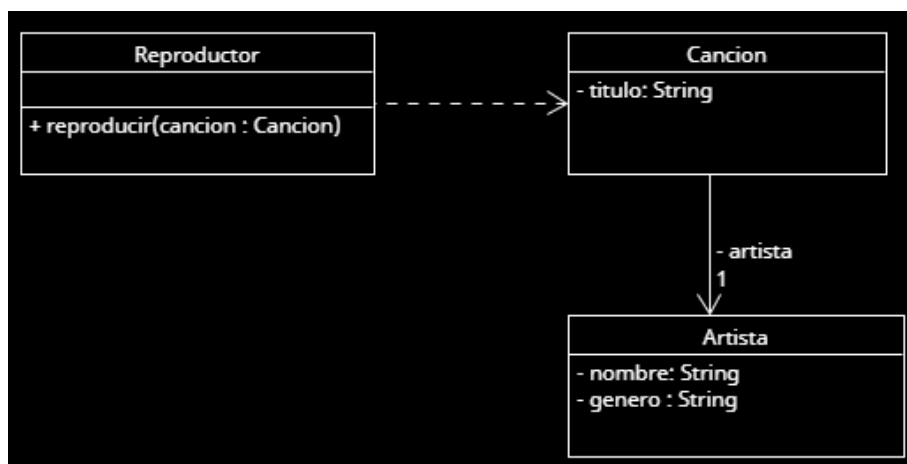 Reproductor
+ reproducir(cancion : Cancion)
Cancion
- titulo: String
- artista
1
Artista
- nombre: String
- genero : String